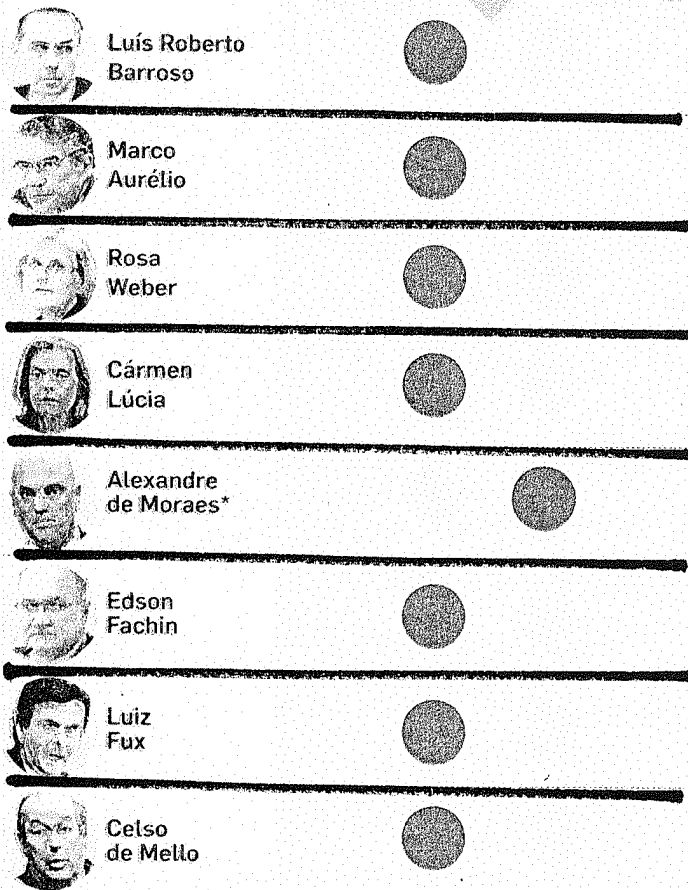 Luís Roberto
Barroso
Marco
Aurélio
Rosa
Weber
Cármen
Lúcia
Alexandre
de Moraes*
Edson
Fachin
Luiz
Fux
Celso
de Mello